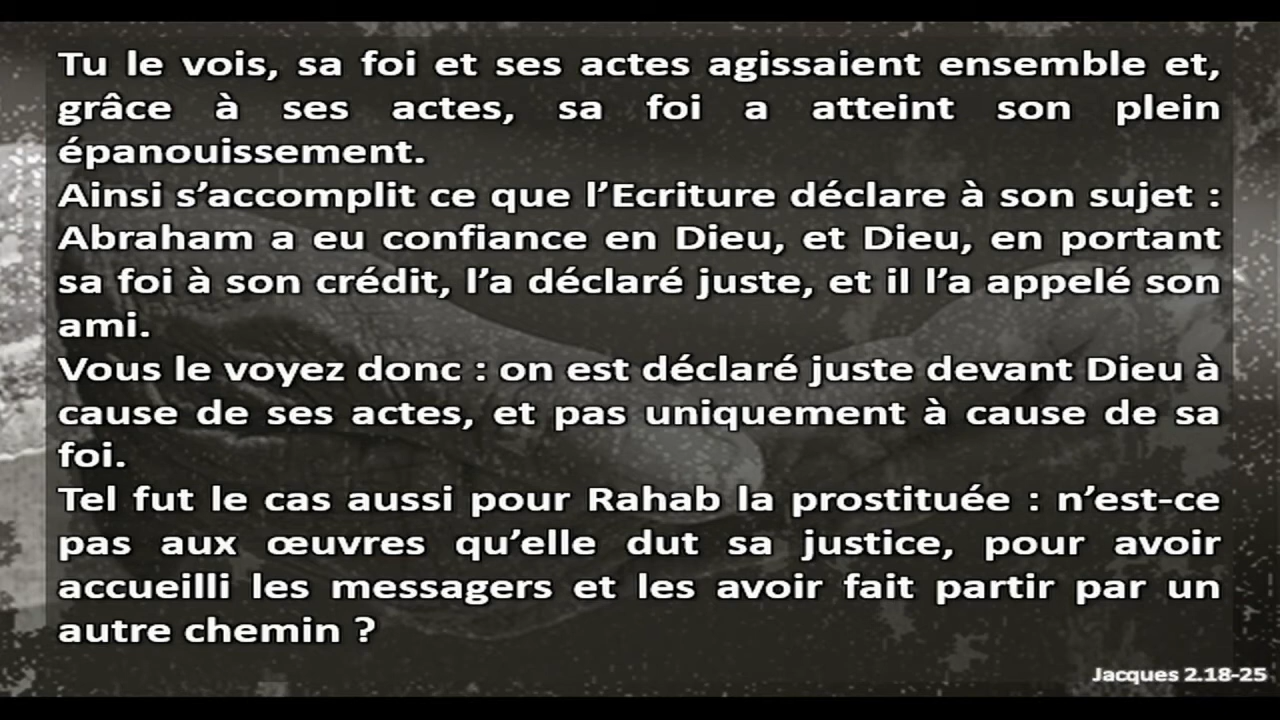 Tu le vois, sa foi et ses actes agissaient ensemble et,
grâce à ses actes, sa foi a atteint son plein
épanouissement.
Ainsi s’accomplit ce que l’Ecriture déclare à son sujet :
Abraham a eu confiance en Dieu, et Dieu, en portant
sa foi à son crédit, l’a déclaré juste, et il l’a appelé son
ami.
Vous le voyez donc : on est déclaré juste devant Dieu à
cause de ses actes, et pas uniquement à cause de sa
foi.
Tel fut le cas aussi pour Rahab la prostituée : n’est-ce
pas aux œuvres qu’elle dut sa justice, pour avoir
accueilli les messagers et les avoir fait partir par un
autre chemin ?
Jacques 2.18-25